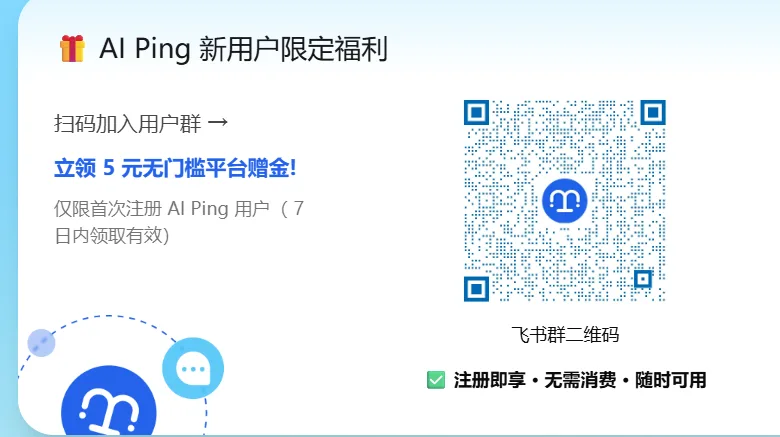 AI Ping 新用户限定福利
扫码加入用户群 →
立领 5 元无门槛平台赠金!
仅限首次注册 AI Ping 用户（ 7
日内领取有效）
飞书群二维码
注册即享・无需消费・随时可用